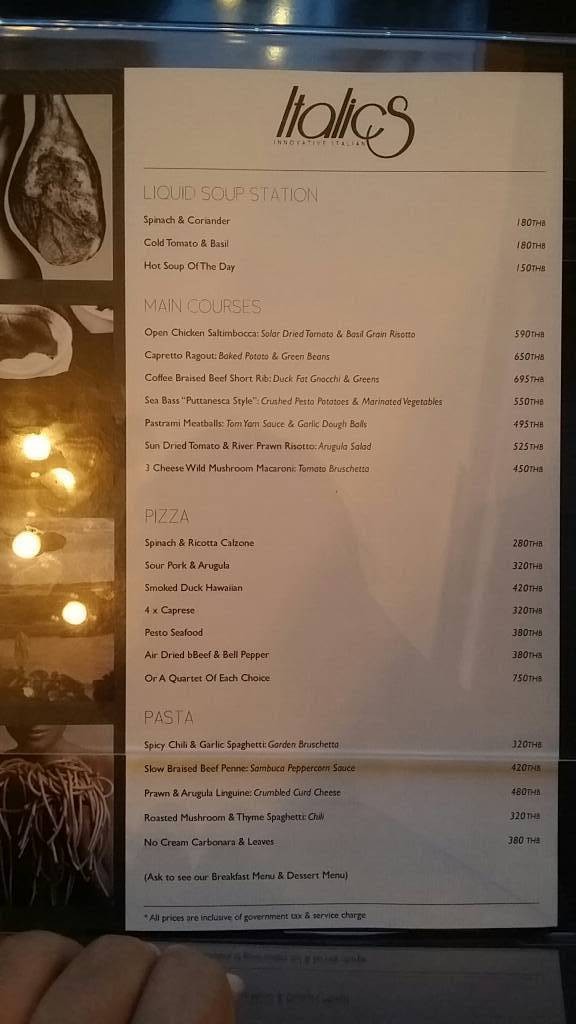 Italics
INNOVATIVE ITALIAN
LIQUID SOUP STATION
Spinach & Coriander 180THB
Cold Tomato & Basil 180THB
Hot Soup Of The Day 150THB
MAIN COURSES
Open Chicken Saltimbocca: Solar Dried Tomato & Basil Grain Risotto 590THB
Capretto Ragout: Baked Potato & Green Beans 650THB
Coffee Braised Beef Short Rib: Duck Fat Gnocchi & Greens 695THB
Sea Bass "Puttanesca Style": Crushed Pesto Potatoes & Marinated Vegetables 550THB
Pastrami Meatballs: Tom Yam Sauce & Garlic Dough Balls 495THB
Sun Dried Tomato & River Prawn Risotto: Arugula Salad 525THB
3 Cheese Wild Mushroom Macaroni: Tomato Bruschetta 450THB
PIZZA
Spinach & Ricotta Calzone 280THB
Sour Pork & Arugula 320THB
Smoked Duck Hawaiian 420THB
4 x Caprese 320THB
Pesto Seafood 380THB
Air Dried bBeef & Bell Pepper 380THB
Or A Quartet Of Each Choice 750THB
PASTA
Spicy Chili & Garlic Spaghetti: Garden Bruschetta 320THB
Slow Braised Beef Penne: Sambuca Peppercorn Sauce 420THB
Prawn & Arugula Linguine: Crumbled Curd Cheese 480THB
Roasted Mushroom & Thyme Spaghetti: Chili 320THB
No Cream Carbonara & Leaves 380 THB
(Ask to see our Breakfast Menu & Dessert Menu)
* All prices are inclusive of government tax & service charge